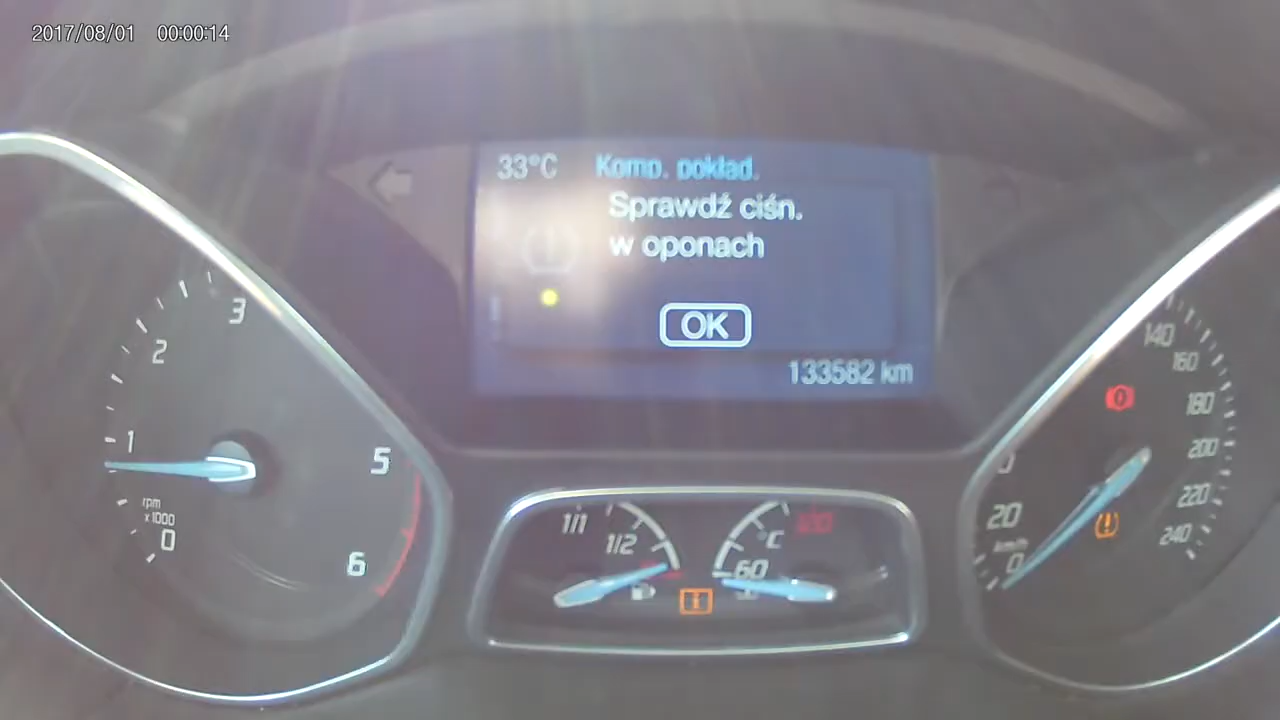 2017/08/01 00:00:14
33°C Komp. pokład.
Sprawdź ciśn.
w oponach
OK
133582 km
3
2
1
rpm
x1000
0
5
6
1/1
1/2
°C
60
140
160
180
200
220
240
20
km/h
0